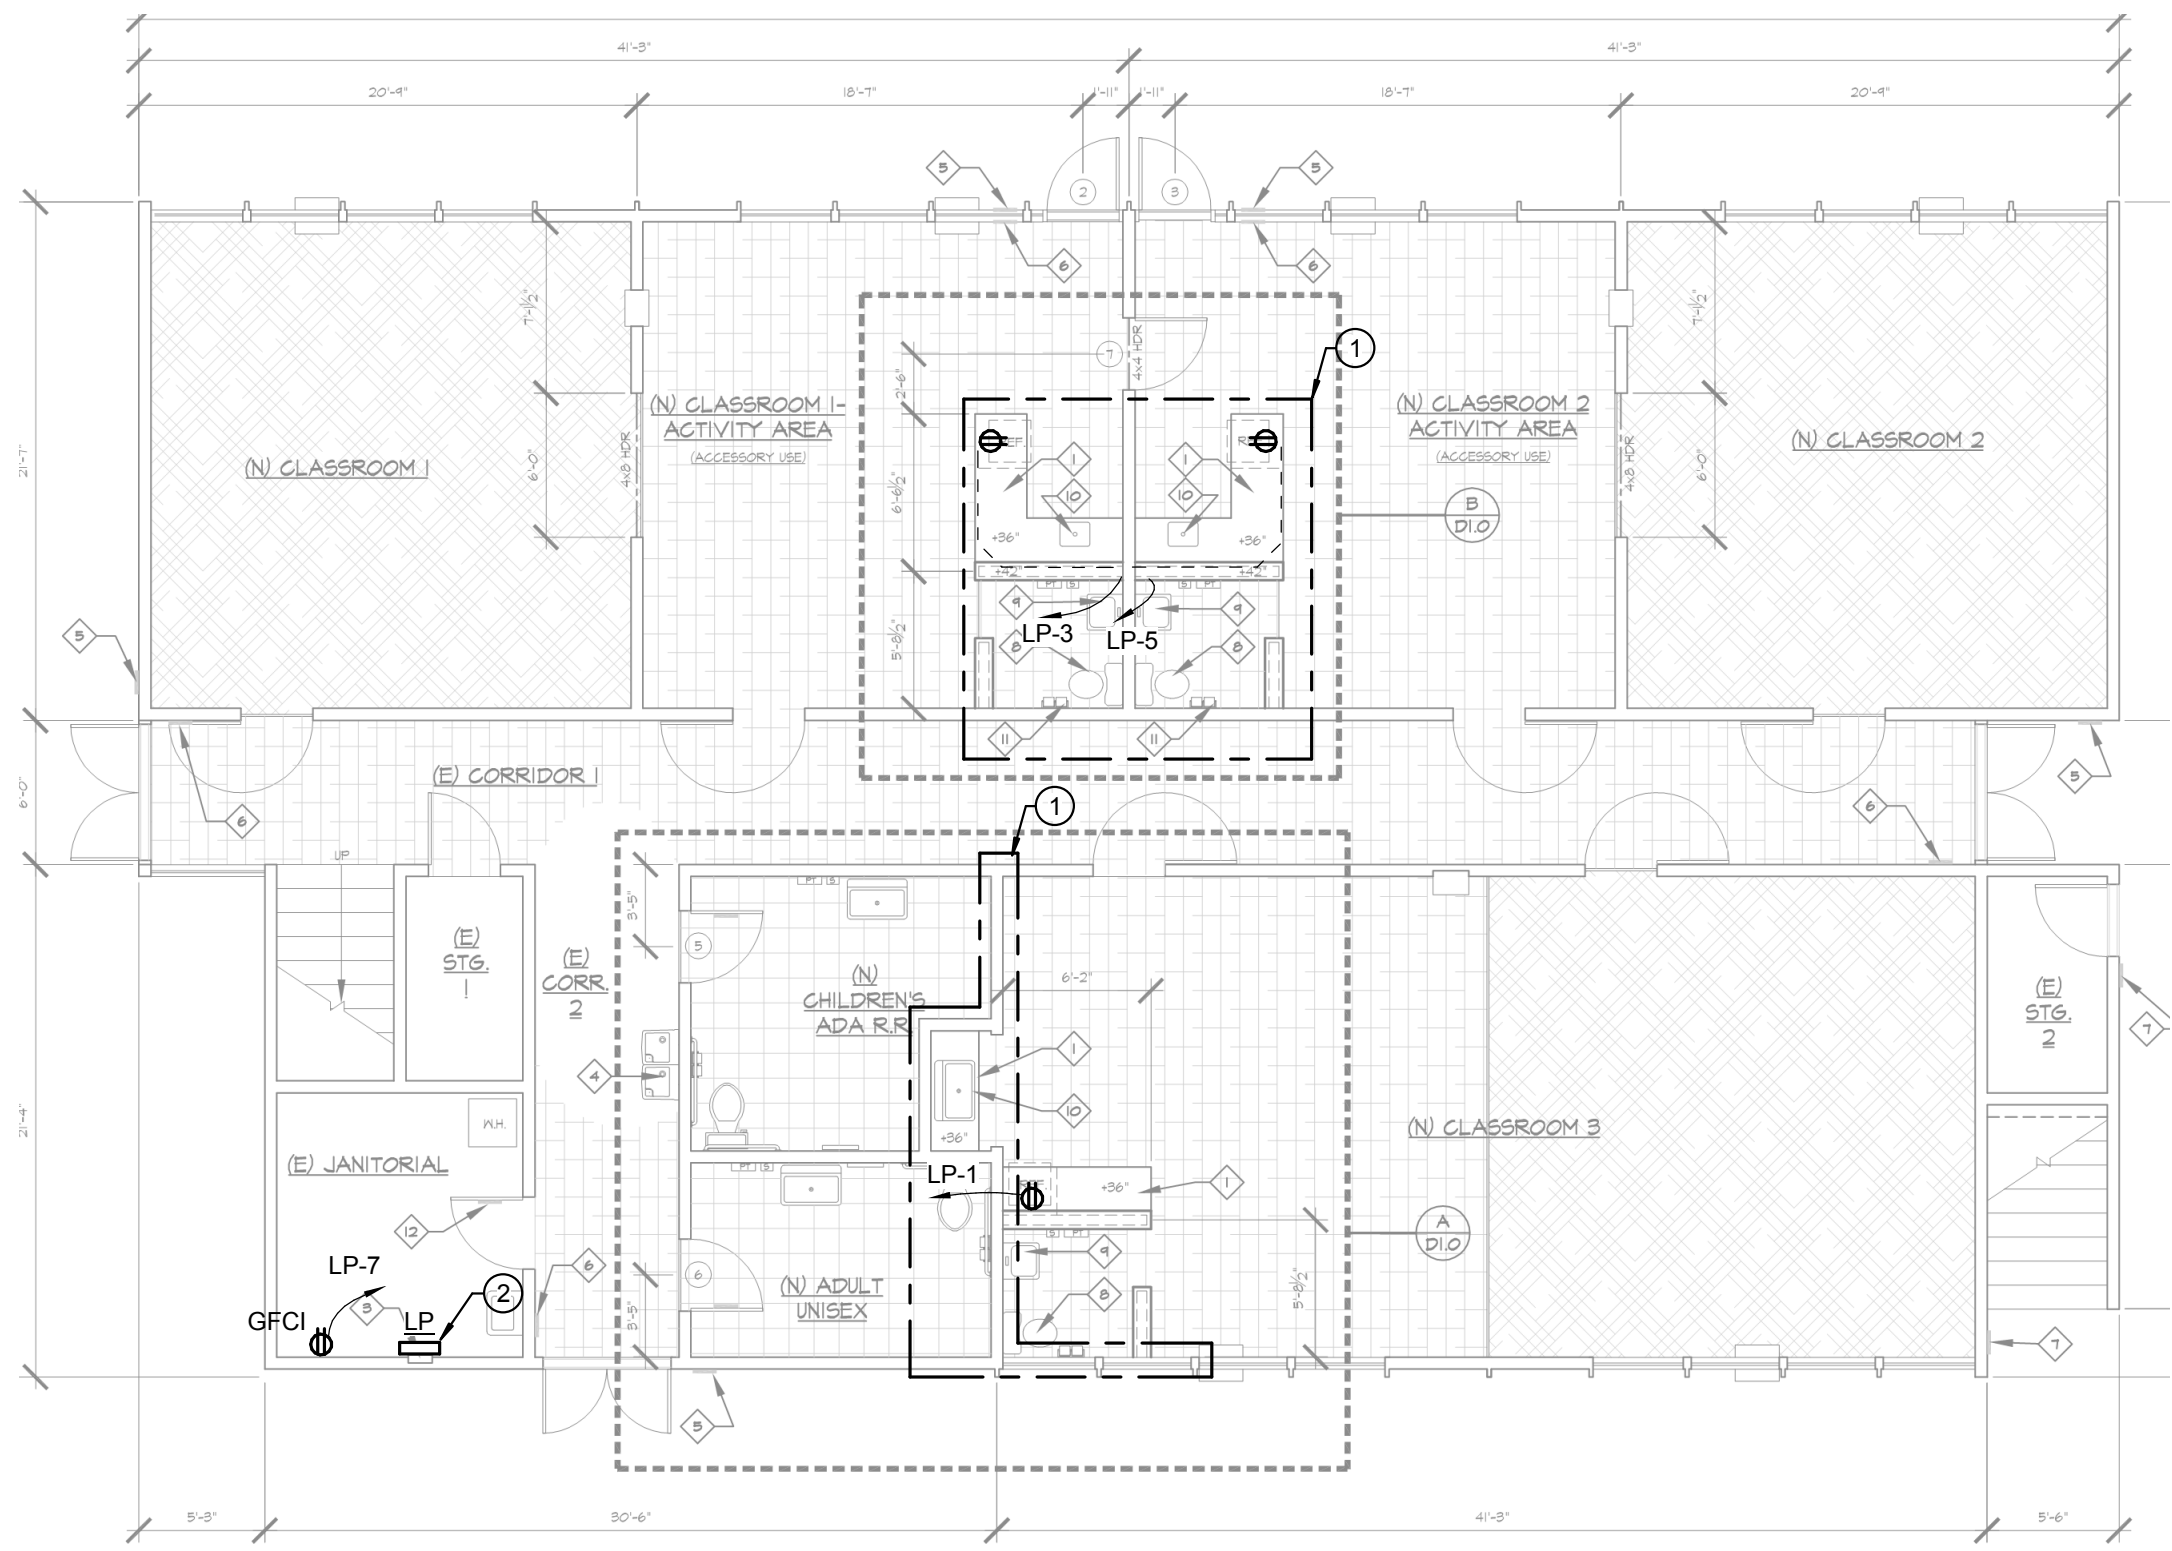 41'-3"
41'-3"
20'-9"
18'-7"
1'-11"
1'-11"
18'-7"
20'-9"
5
2
3
5
6
6
7'-1½"
7'-1½"
21'-7"
7
4x4 HDR
1
2'-6"
(N) CLASSROOM 1-
ACTIVITY AREA
(ACCESSORY USE)
(N) CLASSROOM 2
ACTIVITY AREA
(ACCESSORY USE)
(N) CLASSROOM 1
(N) CLASSROOM 2
6'-0"
4x8 HDR
4x8 HDR
6'-0"
6'-6½"
1
1
10
10
B
D1.0
+36"
+36"
+42"
+42"
PT
S
S
PT
9
9
LP-3
LP-5
8
8
5
5'-8½"
11
11
(E) CORRIDOR 1
6'-0"
5
6
1
6
UP
3'-5"
PT
S
(E)
STG.
1
(E)
CORR.
2
5
(N)
CHILDREN'S
ADA R.R.
6'-2"
(E)
STG.
2
7
4
1
10
W.H.
+36"
21'-4"
(N) CLASSROOM 3
(E) JANITORIAL
PT
S
LP-1
REF.
+36"
1
12
S
PT
A
D1.0
9
LP-7
6
6
(N) ADULT
UNISEX
8
5'-8½"
3'-5"
GFCI
3
LP
2
7
5
5'-3"
30'-6"
41'-3"
5'-6"